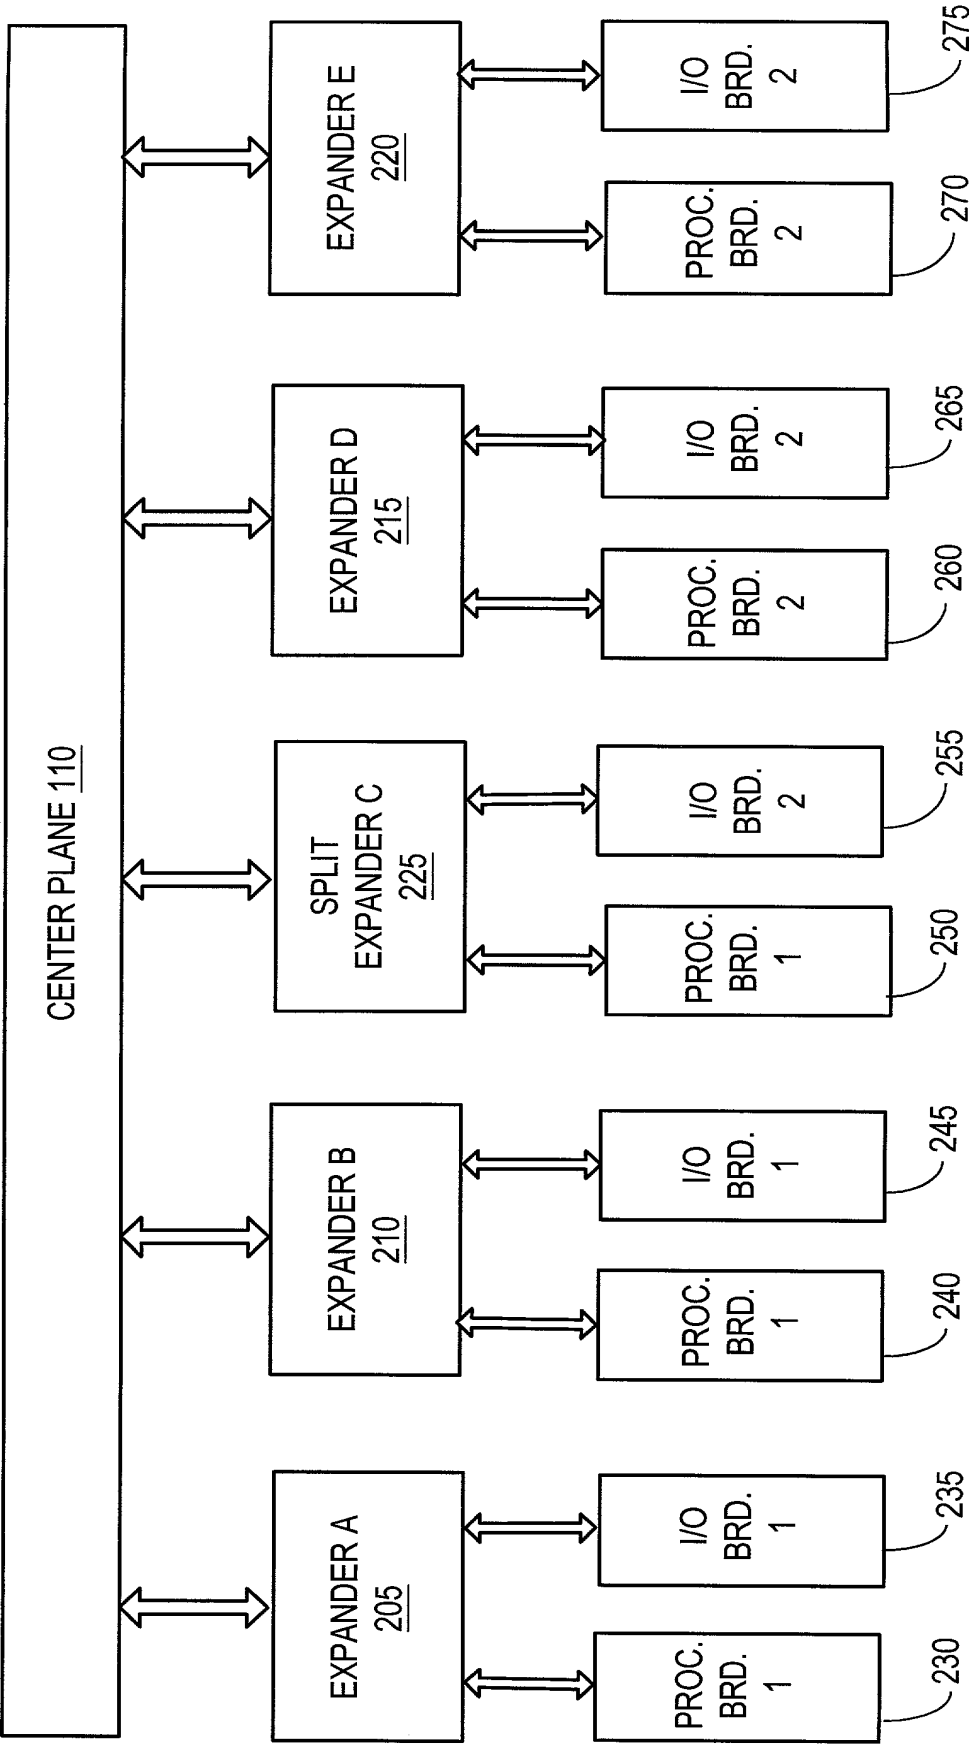 CENTER PLANE 110
EXPANDER A
205
EXPANDER B
210
SPLIT
EXPANDER C
225
EXPANDER D
215
EXPANDER E
220
PROC.
BRD.
1
I/O
BRD.
1
PROC.
BRD.
1
I/O
BRD.
1
PROC.
BRD.
1
I/O
BRD.
2
PROC.
BRD.
2
I/O
BRD.
2
PROC.
BRD.
2
I/O
BRD.
2
230
235
240
245
250
255
260
265
270
275